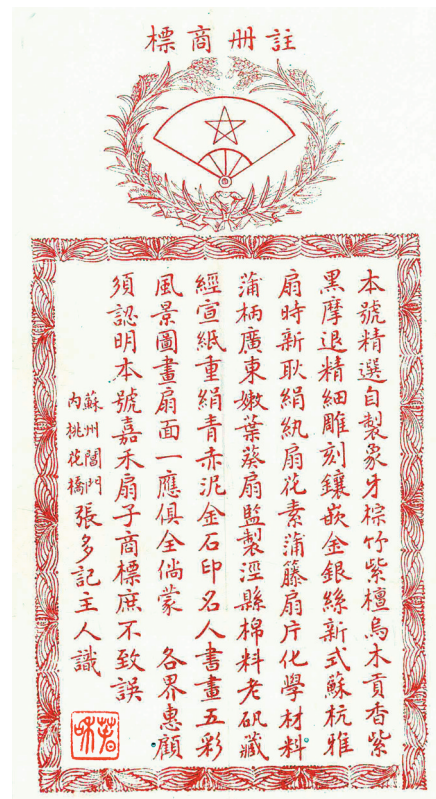 註册商標
本號精選自製象牙棕竹紫檀烏木貢香紫
黑摩退精細雕刻鑲嵌金銀絲新式蘇杭雅
扇時新耿絹紈扇花素蒲籐扇片化學材料
蒲柄廣東嫩葉葵扇監製涇縣棉料老矾藏
經宣紙重絹青赤泥金石印名人書畫五彩
風景圖畫扇面一應俱全倘蒙 各界惠顧
須認明本號嘉禾扇子商標庶不致誤
蘇州閶門
內桃花橋
張多記主人識